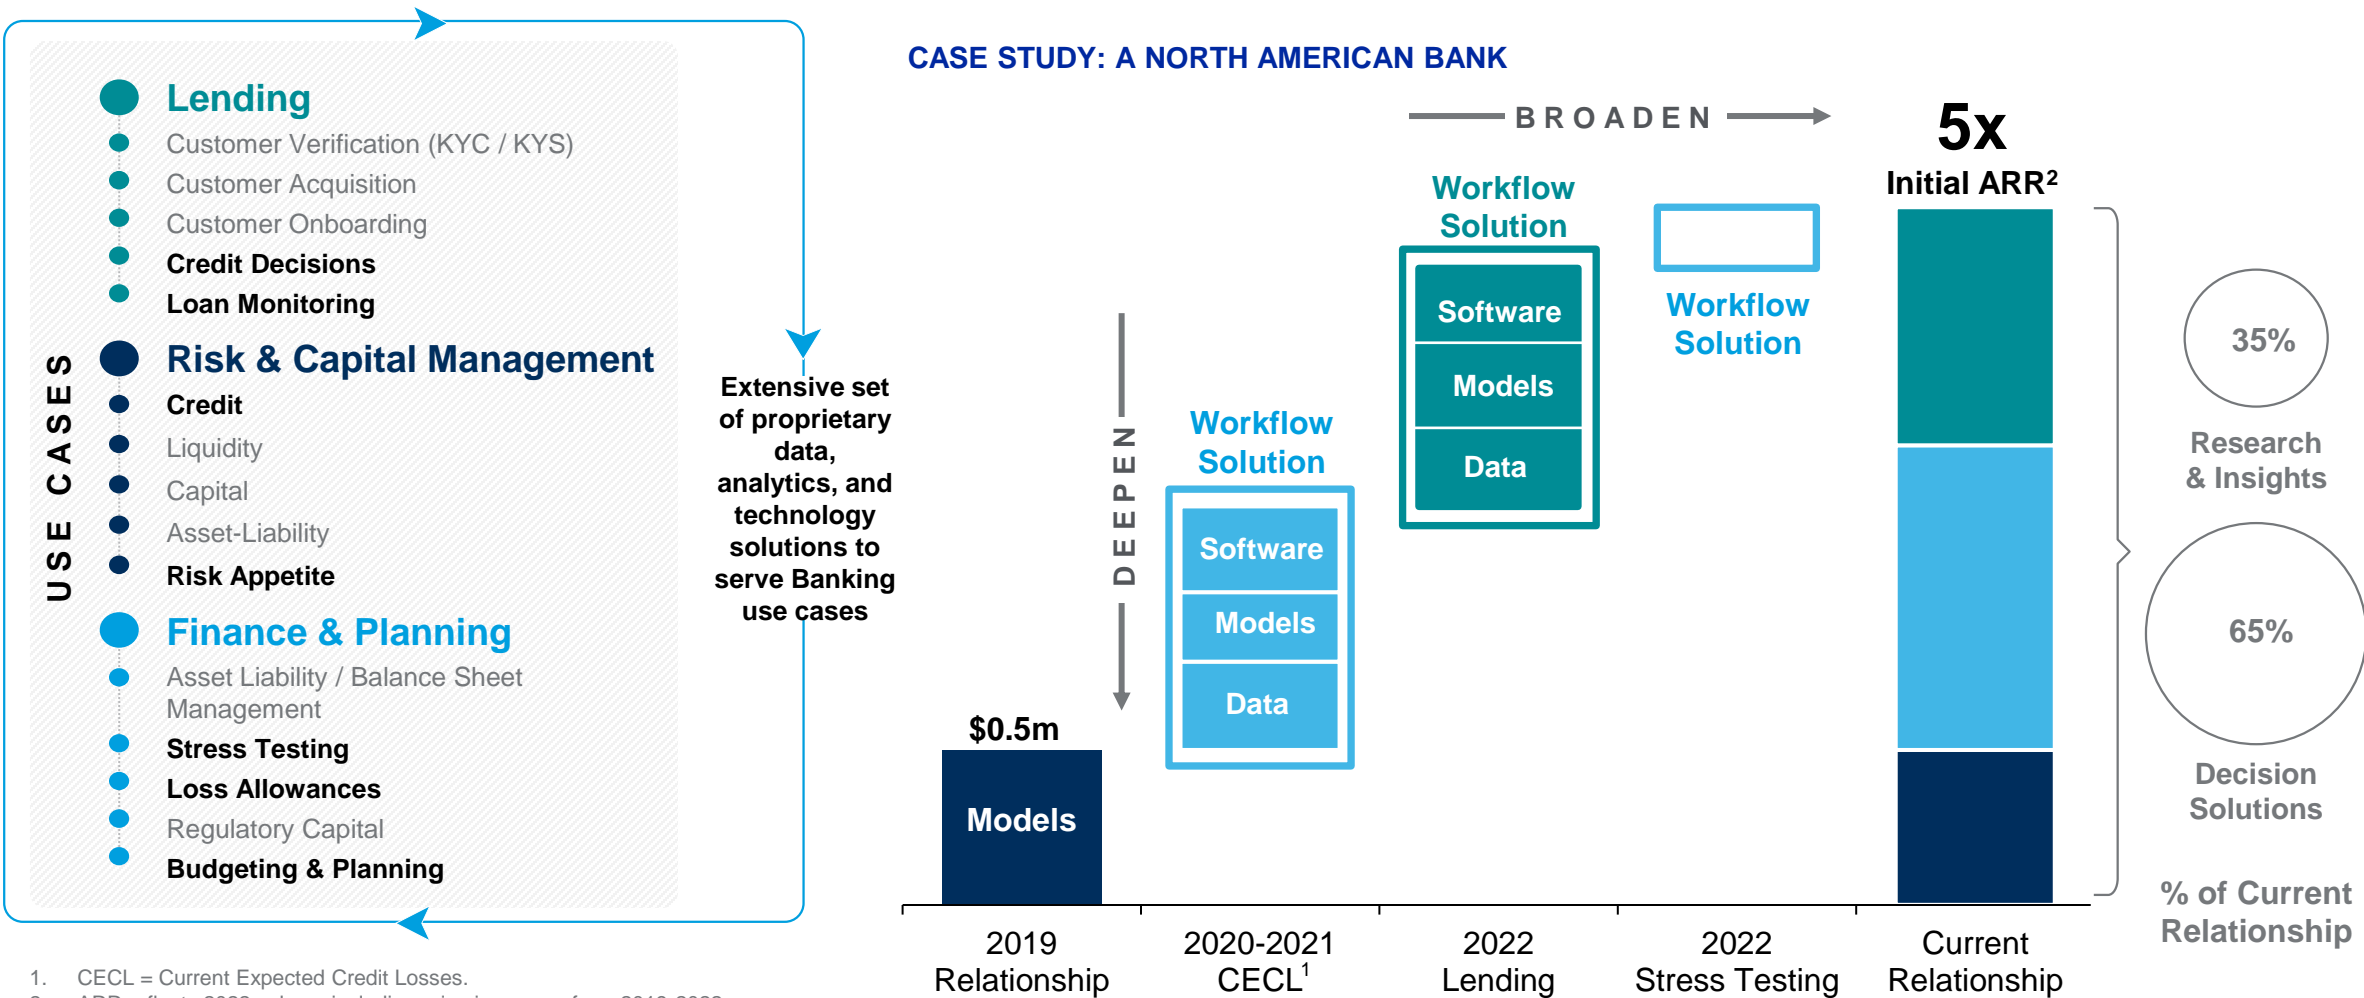 USE CASES
Lending
Customer Verification (KYC / KYS)
Customer Acquisition
Customer Onboarding
Credit Decisions
Loan Monitoring
Risk & Capital Management
Credit
Liquidity
Capital
Asset-Liability
Risk Appetite
Finance & Planning
Asset Liability / Balance Sheet
Management
Stress Testing
Loss Allowances
Regulatory Capital
Budgeting & Planning
Extensive set
of proprietary
data,
analytics, and
technology
solutions to
serve Banking
use cases
CASE STUDY: A NORTH AMERICAN BANK
BROADEN
DEEPEN
$0.5m
Models
Workflow
Solution
Software
Models
Data
Workflow
Solution
Software
Models
Data
Workflow
Solution
5x
Initial ARR²
35%
Research
& Insights
65%
Decision
Solutions
% of Current
Relationship
2019
Relationship
2020-2021
CECL¹
2022
Lending
2022
Stress Testing
Current
Relationship
1. CECL = Current Expected Credit Losses.